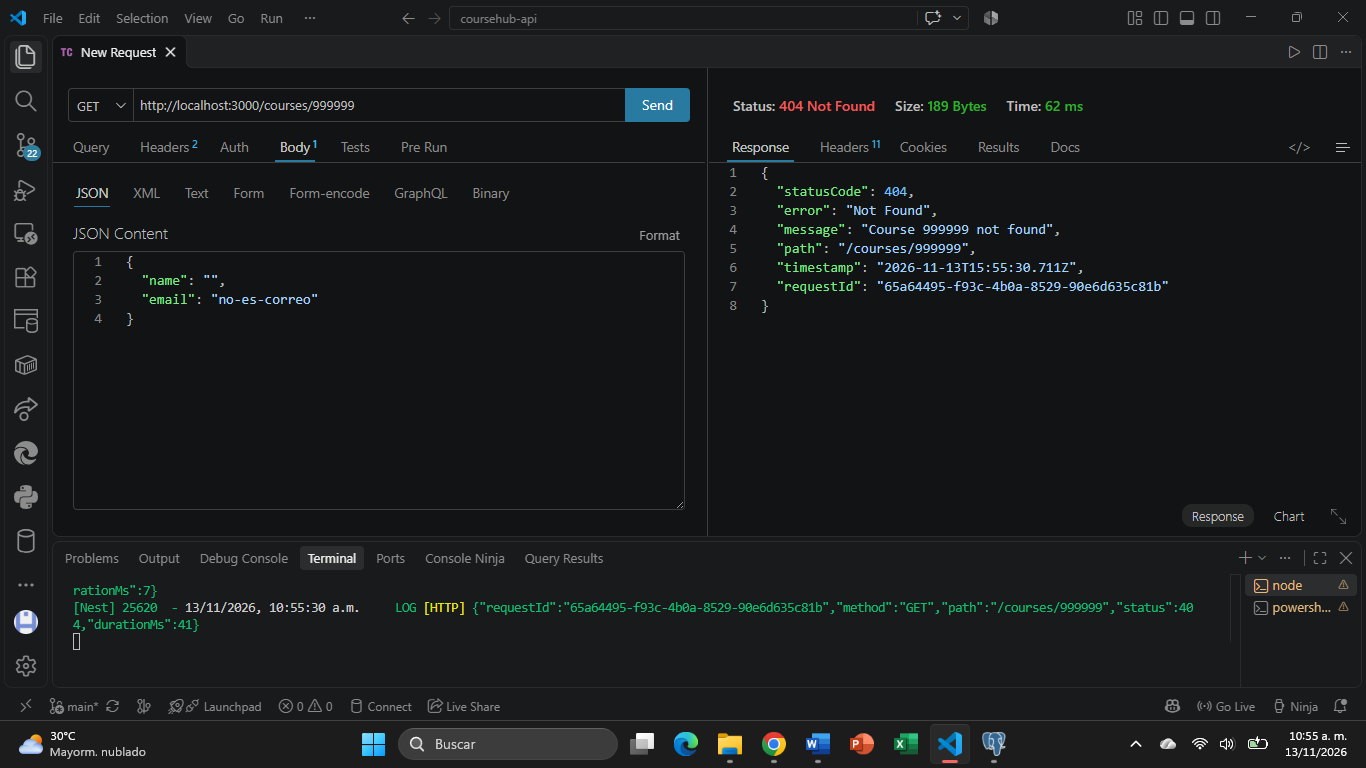 File Edit Selection View Go Run ··· coursehub-api
TC New Request
GET http://localhost:3000/courses/999999 Send
Query Headers 2 Auth Body 1 Tests Pre Run
JSON XML Text Form Form-encode GraphQL Binary
JSON Content Format
1 {
2 "name": "",
3 "email": "no-es-correo"
4 }
Status: 404 Not Found Size: 189 Bytes Time: 62 ms
Response Headers 11 Cookies Results Docs </>
1 {
2 "statusCode": 404,
3 "error": "Not Found",
4 "message": "Course 999999 not found",
5 "path": "/courses/999999",
6 "timestamp": "2026-11-13T15:55:30.711Z",
7 "requestId": "65a64495-f93c-4b0a-8529-90e6d635c81b"
8 }
Response Chart
22
Problems Output Debug Console Terminal Ports Console Ninja Query Results
rationMs":7}
[Nest] 25620 - 13/11/2026, 10:55:30 a.m. LOG [HTTP] {"requestId":"65a64495-f93c-4b0a-8529-90e6d635c81b","method":"GET","path":"/courses/999999","status":40
4,"durationMs":41}
node
powersh...
main* Launchpad 0 0 Connect Live Share Go Live Ninja
30°C
Mayorm. nublado
Buscar
10:55 a. m.
13/11/2026